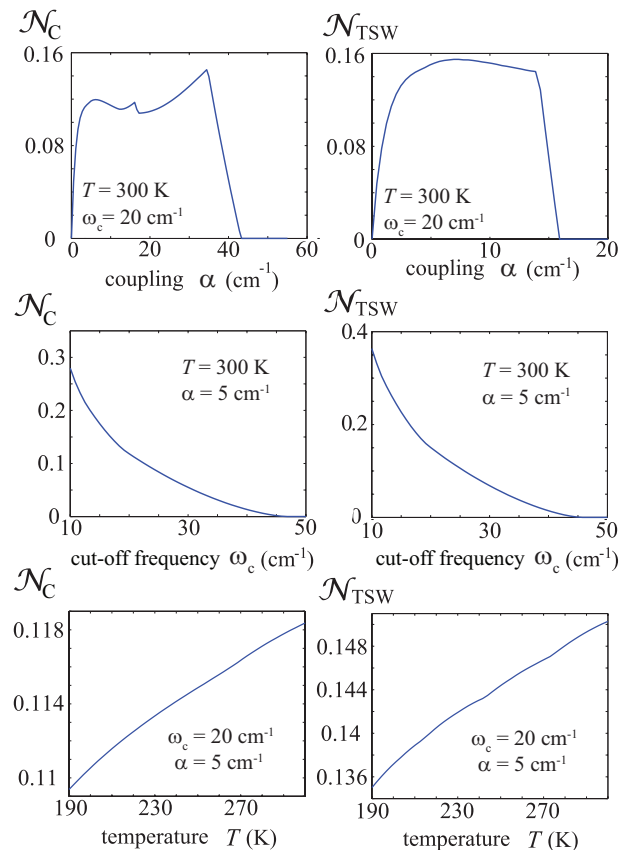 𝒩C 𝒩TSW
0.16 0.16
0.08 0.08
T = 300 K T = 300 K
ωc = 20 cm-1 ωc = 20 cm-1
0 0
0 20 40 60 0 10 20
coupling α (cm-1) coupling α (cm-1)
𝒩C 𝒩TSW
0.4
0.3
T = 300 K T = 300 K
α = 5 cm-1 α = 5 cm-1
0.2 0.2
0.1
0 0
10 30 50 10 30 50
cut-off frequency ωc (cm-1) cut-off frequency ωc (cm-1)
𝒩C 𝒩TSW
0.118 0.148
0.114 0.144
0.14
ωc = 20 cm-1 ωc = 20 cm-1
α = 5 cm-1 α = 5 cm-1
0.11 0.136
190 230 270 190 230 270
temperature T (K) temperature T (K)